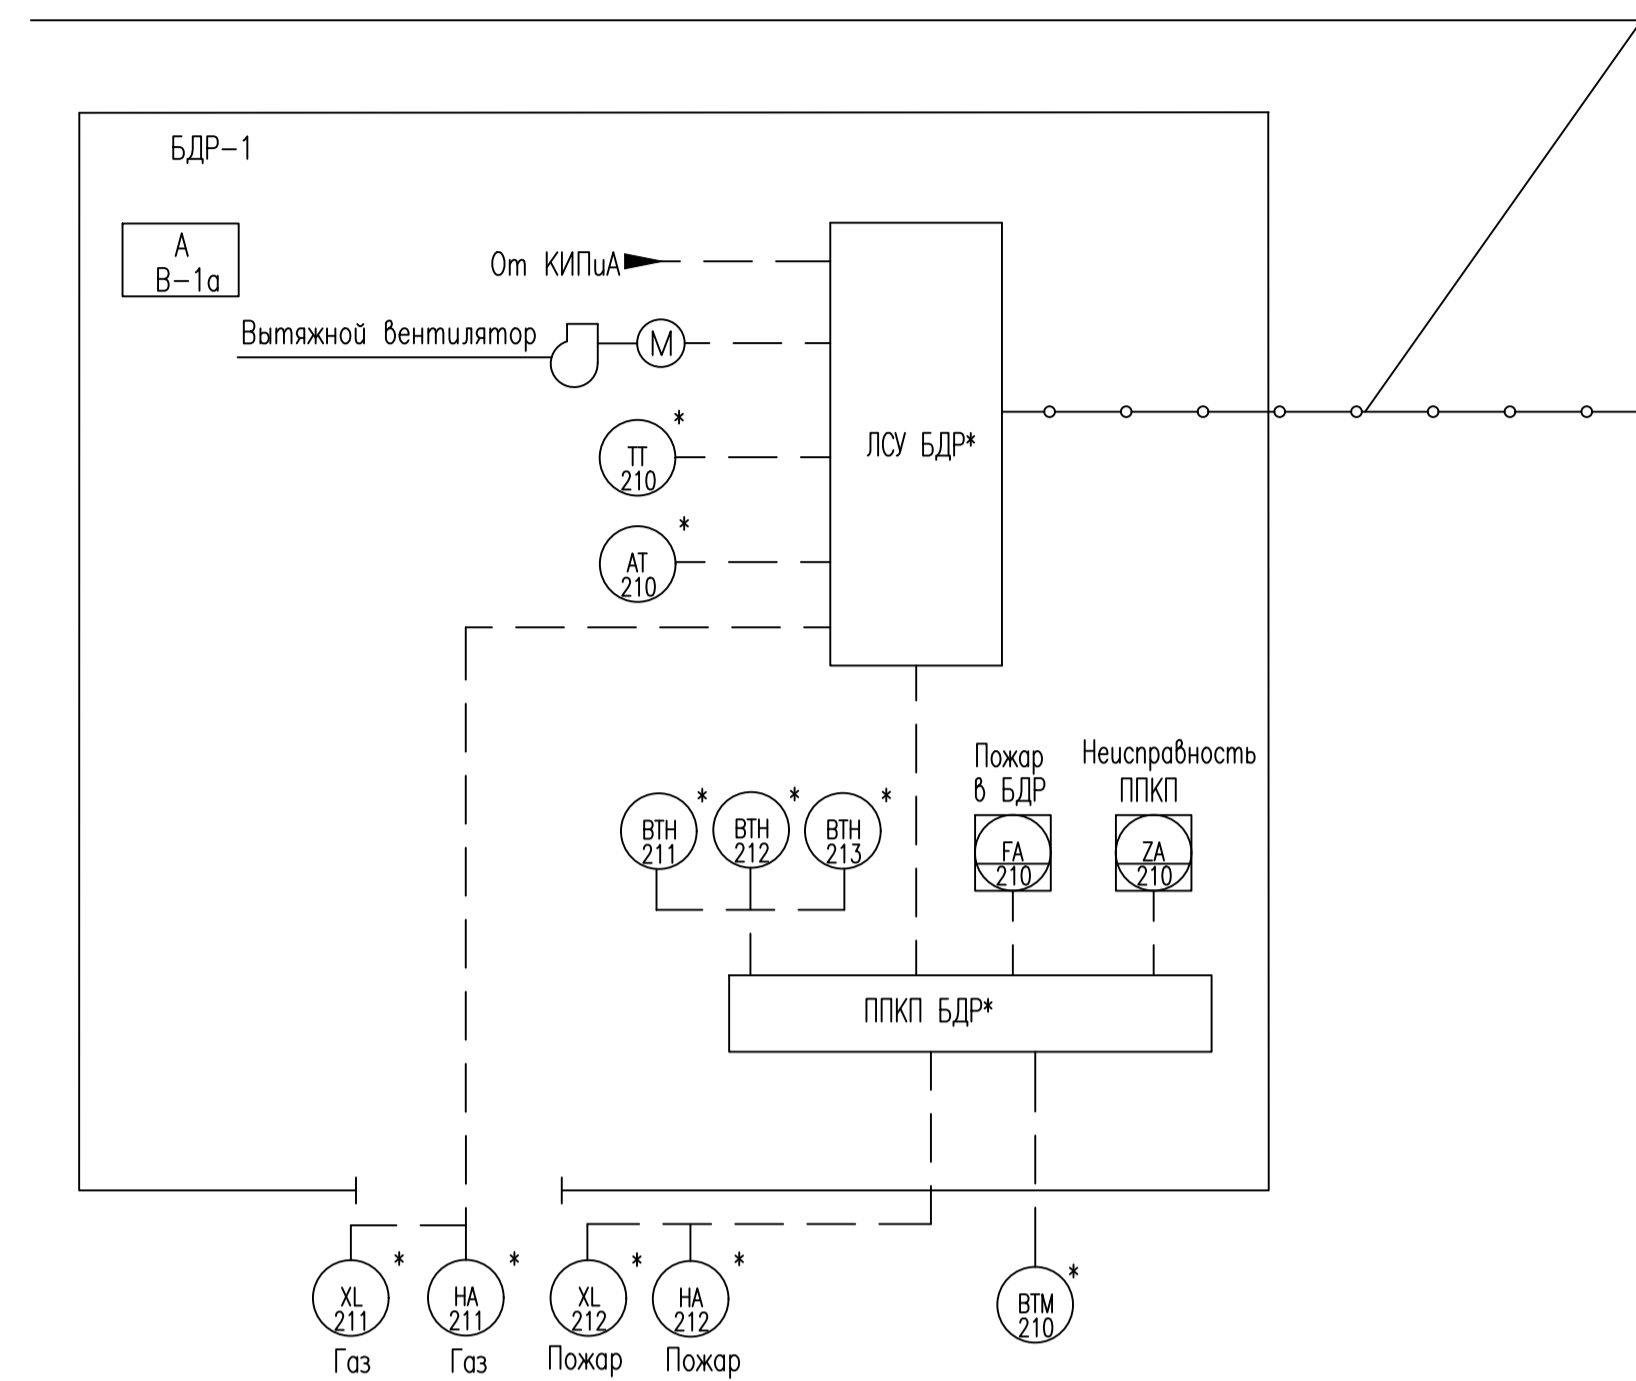 БДР-1
А
В-1а
От КИПиА
Вытяжной вентилятор
М
*
ТТ
210
ЛСУ БДР*
*
АТ
210
Пожар
в БДР
Неисправность
ППКП
*
ВТН
211
*
ВТН
212
*
ВТН
213
FA
210
ZA
210
ППКП БДР*
*
XL
211
Газ
*
НА
211
Газ
*
XL
212
Пожар
*
НА
212
Пожар
*
ВТМ
210